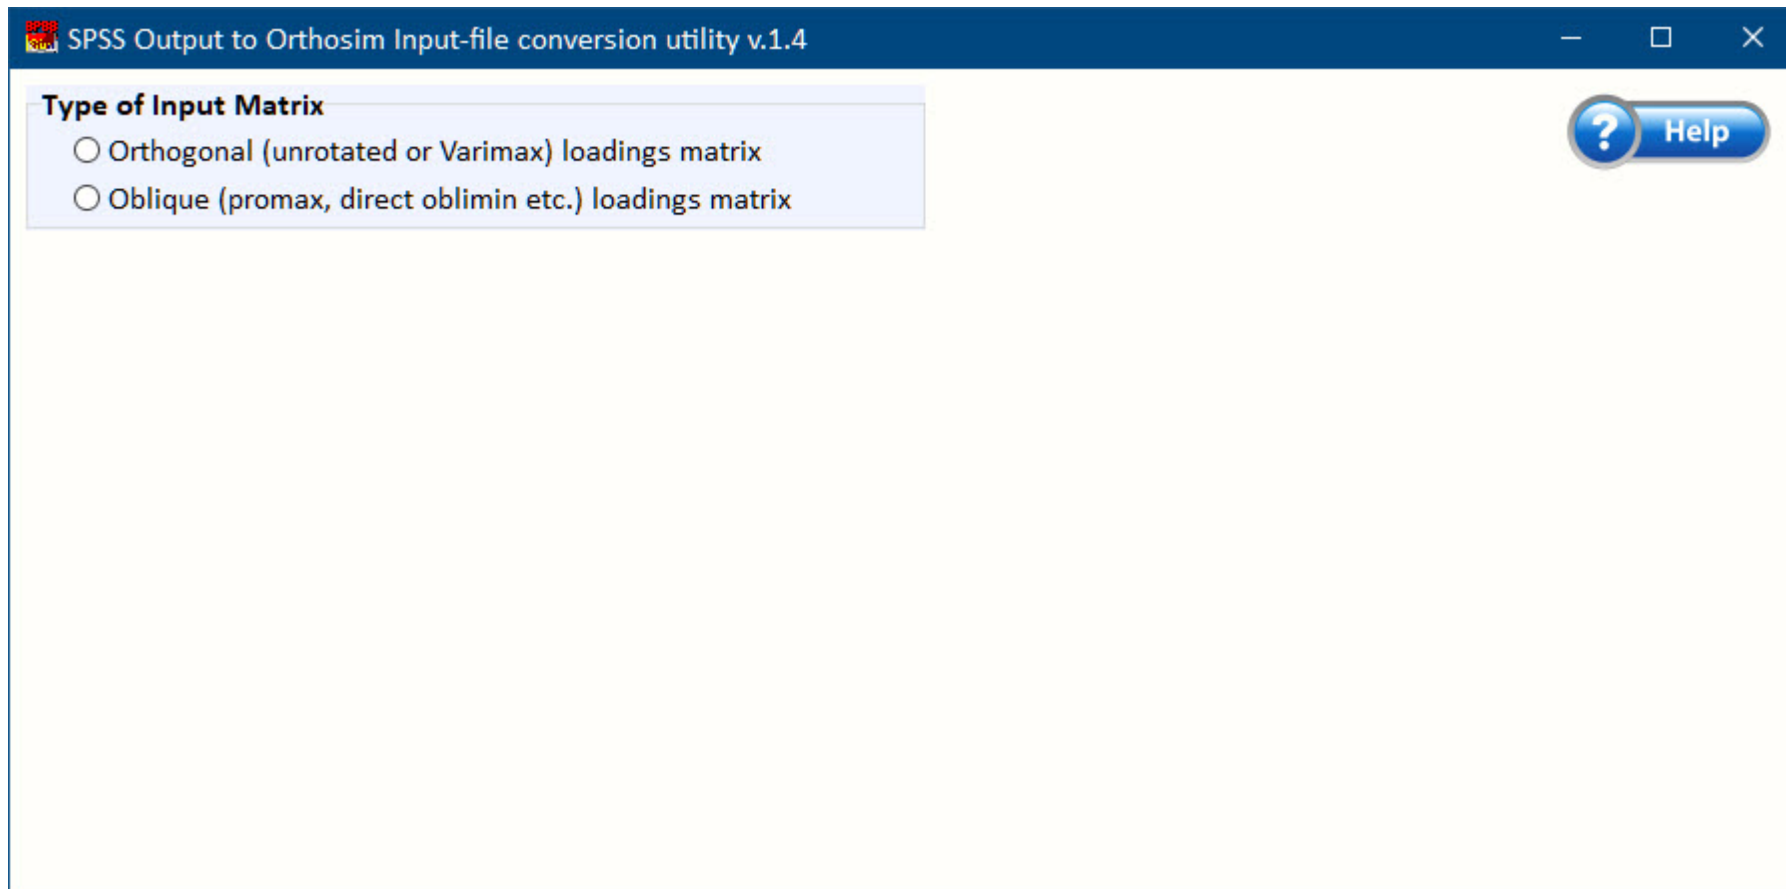 SPSS Output to Orthosim Input-file conversion utility v.1.4
Type of Input Matrix
? Help
Orthogonal (unrotated or Varimax) loadings matrix
Oblique (promax, direct oblimin etc.) loadings matrix